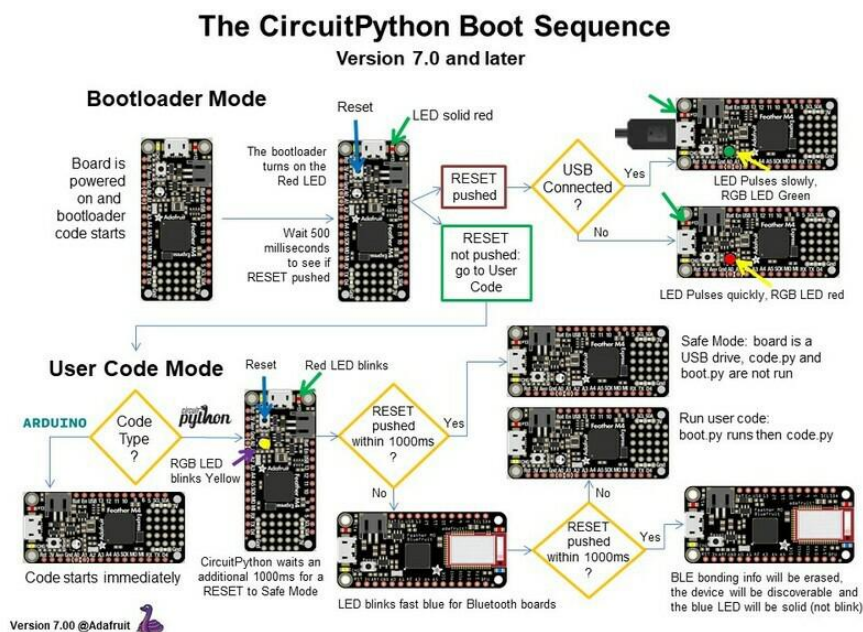 The CircuitPython Boot Sequence
Version 7.0 and later
Bootloader Mode
Reset
LED solid red
Board is
powered
on and
bootloader
code starts
The bootloader
turns on the
Red LED
Wait 500
milliseconds
to see if
RESET pushed
RESET
pushed
USB
Connected
?
Yes
No
LED Pulses slowly,
RGB LED Green
LED Pulses quickly, RGB LED red
RESET
not pushed:
go to User
Code
User Code Mode
ARDUINO
Code
Type
?
circuit
python
Reset
Red LED blinks
RGB LED
blinks Yellow
Code starts immediately
CircuitPython waits an
additional 1000ms for a
RESET to Safe Mode
RESET
pushed
within 1000ms
?
Yes
No
Safe Mode: board is a
USB drive, code.py and
boot.py are not run
Run user code:
boot.py runs then code.py
LED blinks fast blue for Bluetooth boards
RESET
pushed
within 1000ms
?
No
Yes
BLE bonding info will be erased,
the device will be discoverable and
the blue LED will be solid (not blink)
Feather M4
Express
Adafruit
Version 7.00 @Adafruit